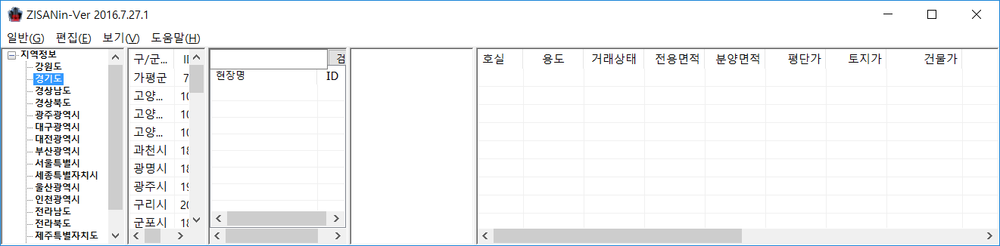 ZISANin-Ver 2016.7.27.1
일반(G) 편집(E) 보기(V) 도움말(H)
지역정보
강원도
경기도
경상남도
경상북도
광주광역시
대구광역시
대전광역시
부산광역시
서울특별시
세종특별자치시
울산광역시
인천광역시
전라남도
전라북도
제주특별자치도
구/군...
가평군 7
고양... 10
고양... 10
고양... 10
과천시 18
광명시 18
광주시 19
구리시 20
군포시 18
검
현장명 ID
호실 용도 거래상태 전용면적 분양면적 평단가 토지가 건물가